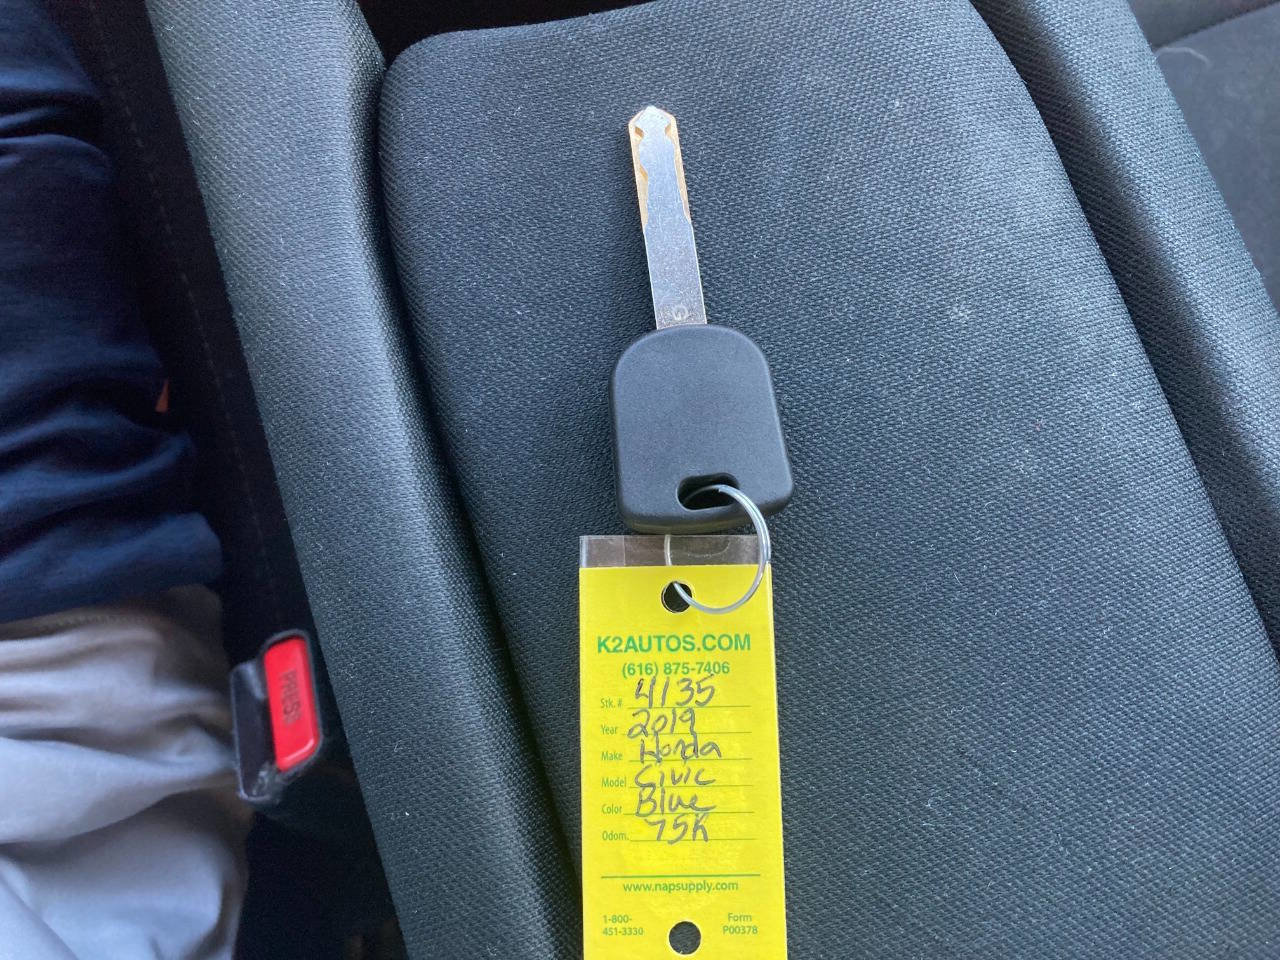 G
PRESS
K2AUTOS.COM
(616) 875-7406
Stk. # 4135
Year 2019
Make Honda
Model Civic
Color Blue
Odom. 75K
www.napsupply.com
1-800-451-3330
Form P00378